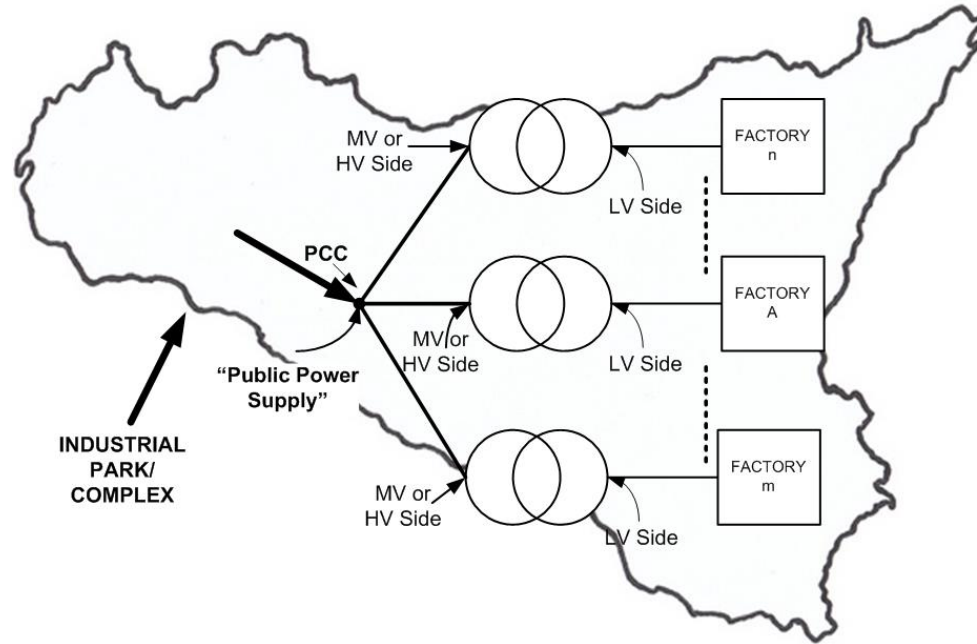 MV or
HV Side
LV Side
FACTORY
n
PCC
MV or
HV Side
LV Side
FACTORY
A
“Public Power
Supply”
INDUSTRIAL
PARK/
COMPLEX
MV or
HV Side
LV Side
FACTORY
m